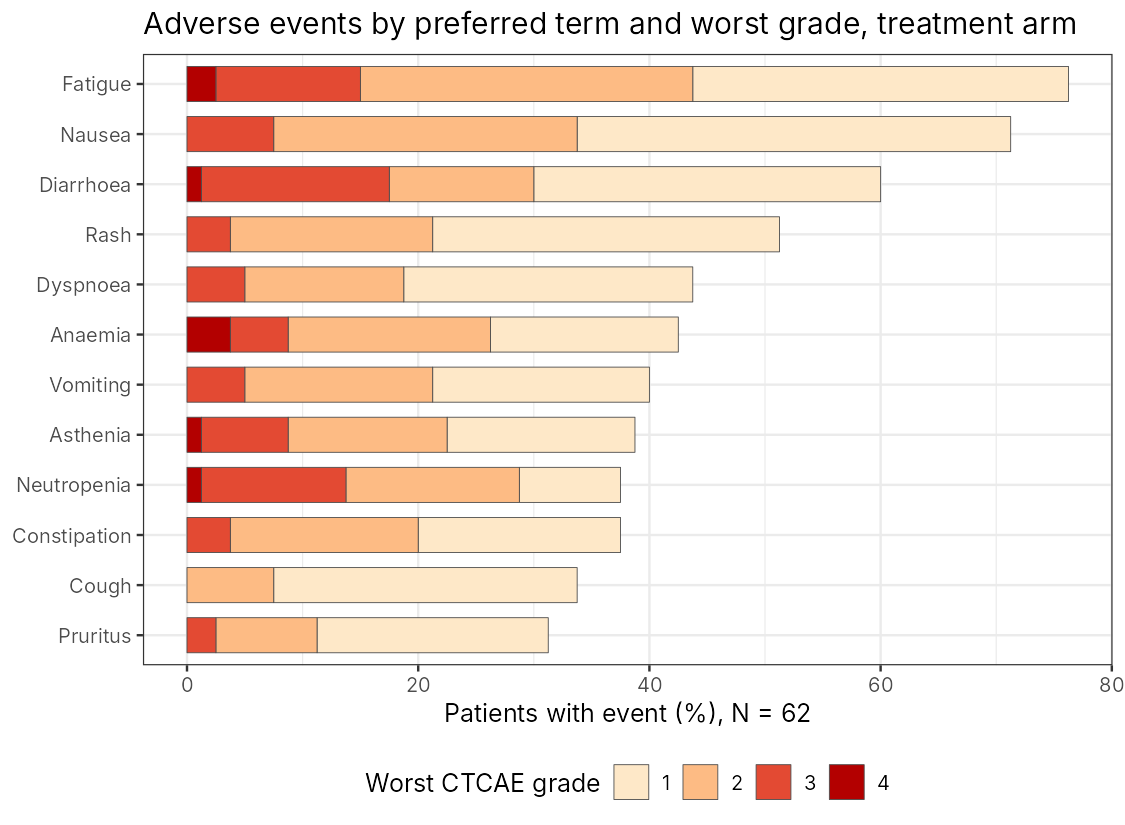 Adverse events by preferred term and worst grade, treatment arm
Fatigue
Nausea
Diarrhoea
Rash
Dyspnoea
Anaemia
Vomiting
Asthenia
Neutropenia
Constipation
Cough
Pruritus
0 20 40 60 80
Patients with event (%), N = 62
Worst CTCAE grade 1 2 3 4